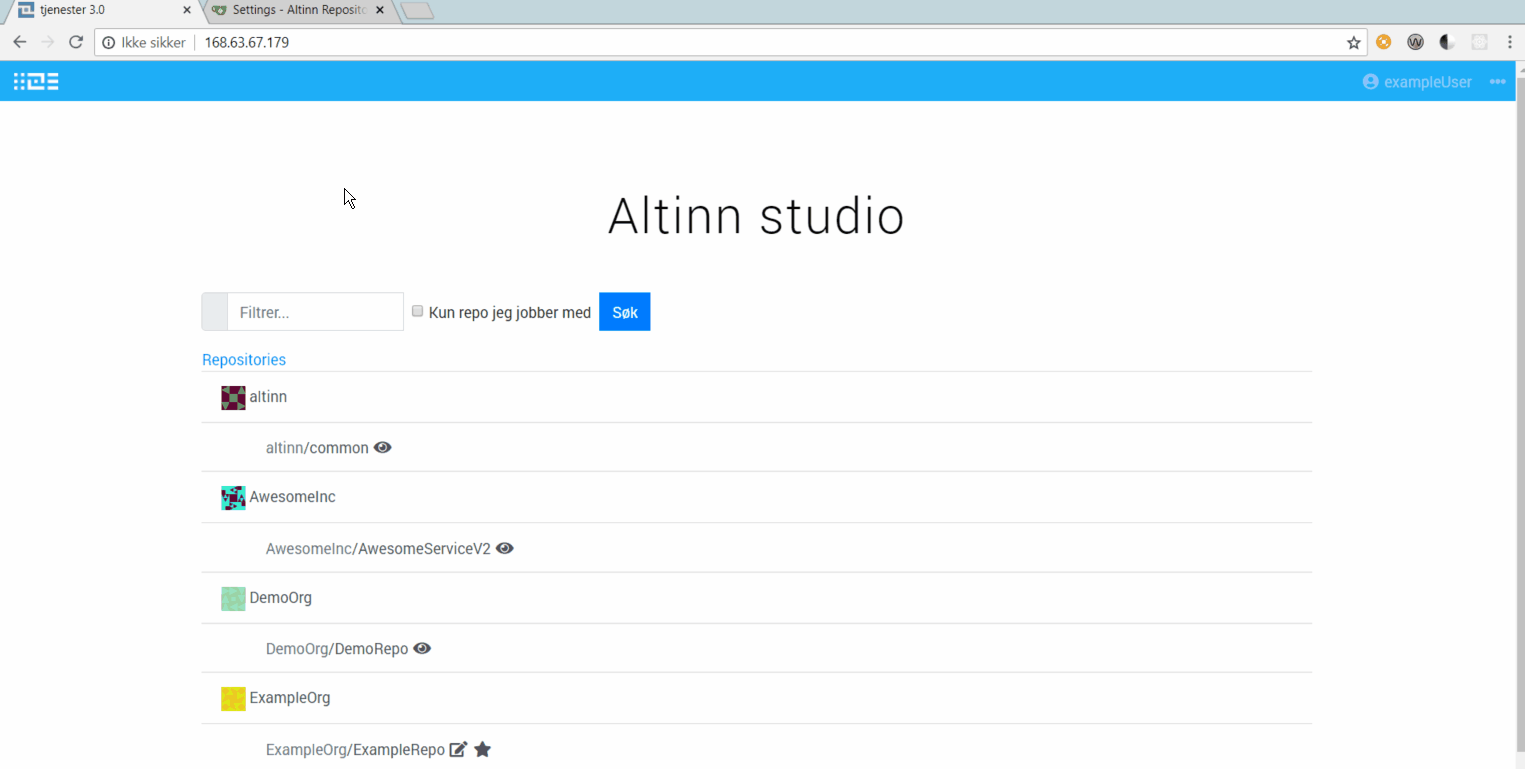 tjenester 3.0
Settings - Altinn Reposito
Ikke sikker 168.63.67.179
exampleUser
Altinn studio
Filtrer... Kun repo jeg jobber med Søk
Repositories
altinn
altinn/common
AwesomeInc
AwesomeInc/AwesomeServiceV2
DemoOrg
DemoOrg/DemoRepo
ExampleOrg
ExampleOrg/ExampleRepo